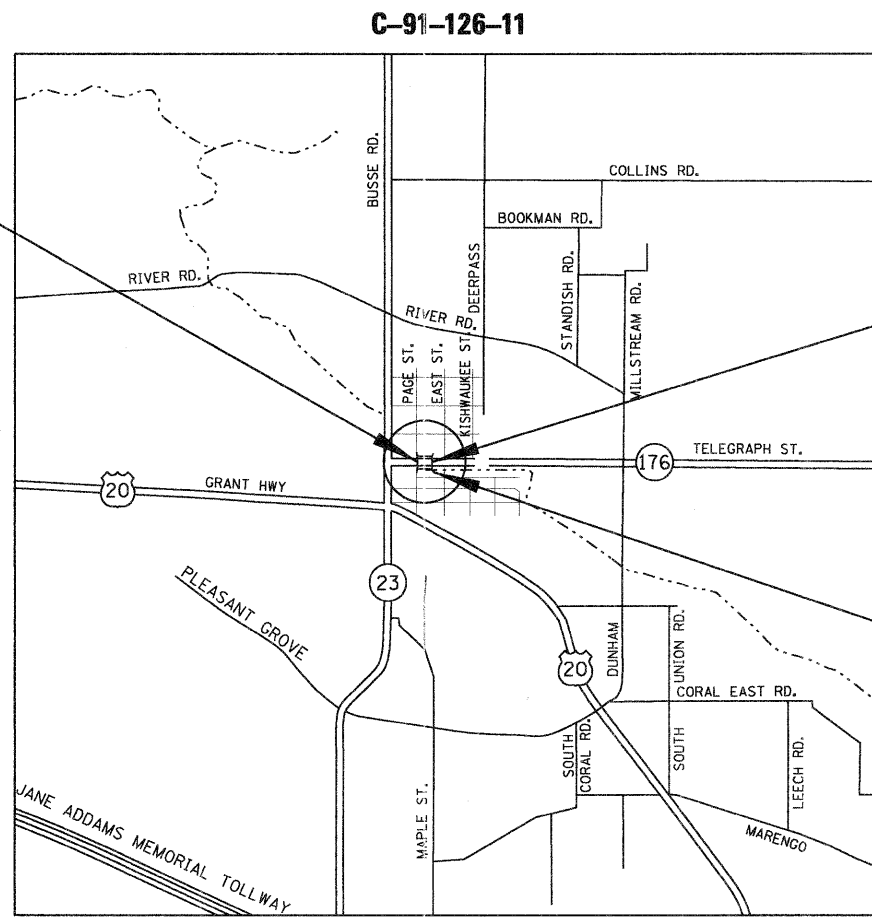 C-91-126-11
BUSSE RD.
COLLINS RD.
BOOKMAN RD.
DEERPASS
STANDISH RD.
MILLSTREAM RD.
RIVER RD.
RIVER RD.
PAGE ST.
EAST ST.
KISHWAUKEE ST.
TELEGRAPH ST.
176
20
GRANT HWY
23
PLEASANT GROVE
20
DUNHAM
UNION RD.
SOUTH
CORAL EAST RD.
SOUTH
CORAL RD.
LEECH RD.
MAPLE ST.
MARENGO
JANE ADDAMS MEMORIAL TOLLWAY